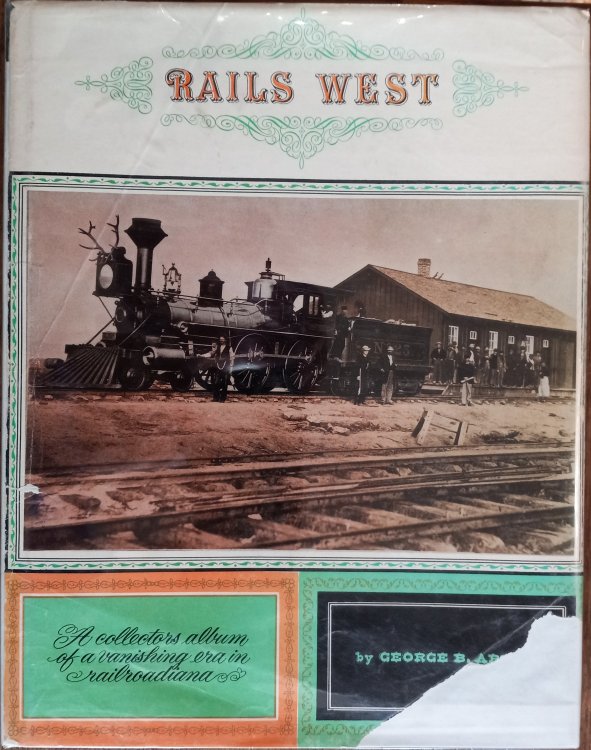 RAILS WEST
A collectors album
of a vanishing era in
railroadiana
by GEORGE B.